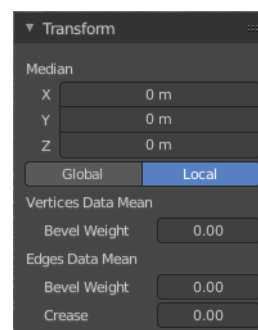 Transform
Median
X 0 m
Y 0 m
Z 0 m
Global Local
Vertices Data Mean
Bevel Weight 0.00
Edges Data Mean
Bevel Weight 0.00
Crease 0.00